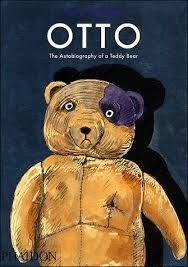 OTTO
The Autobiography of a Teddy Bear
PHAIDON